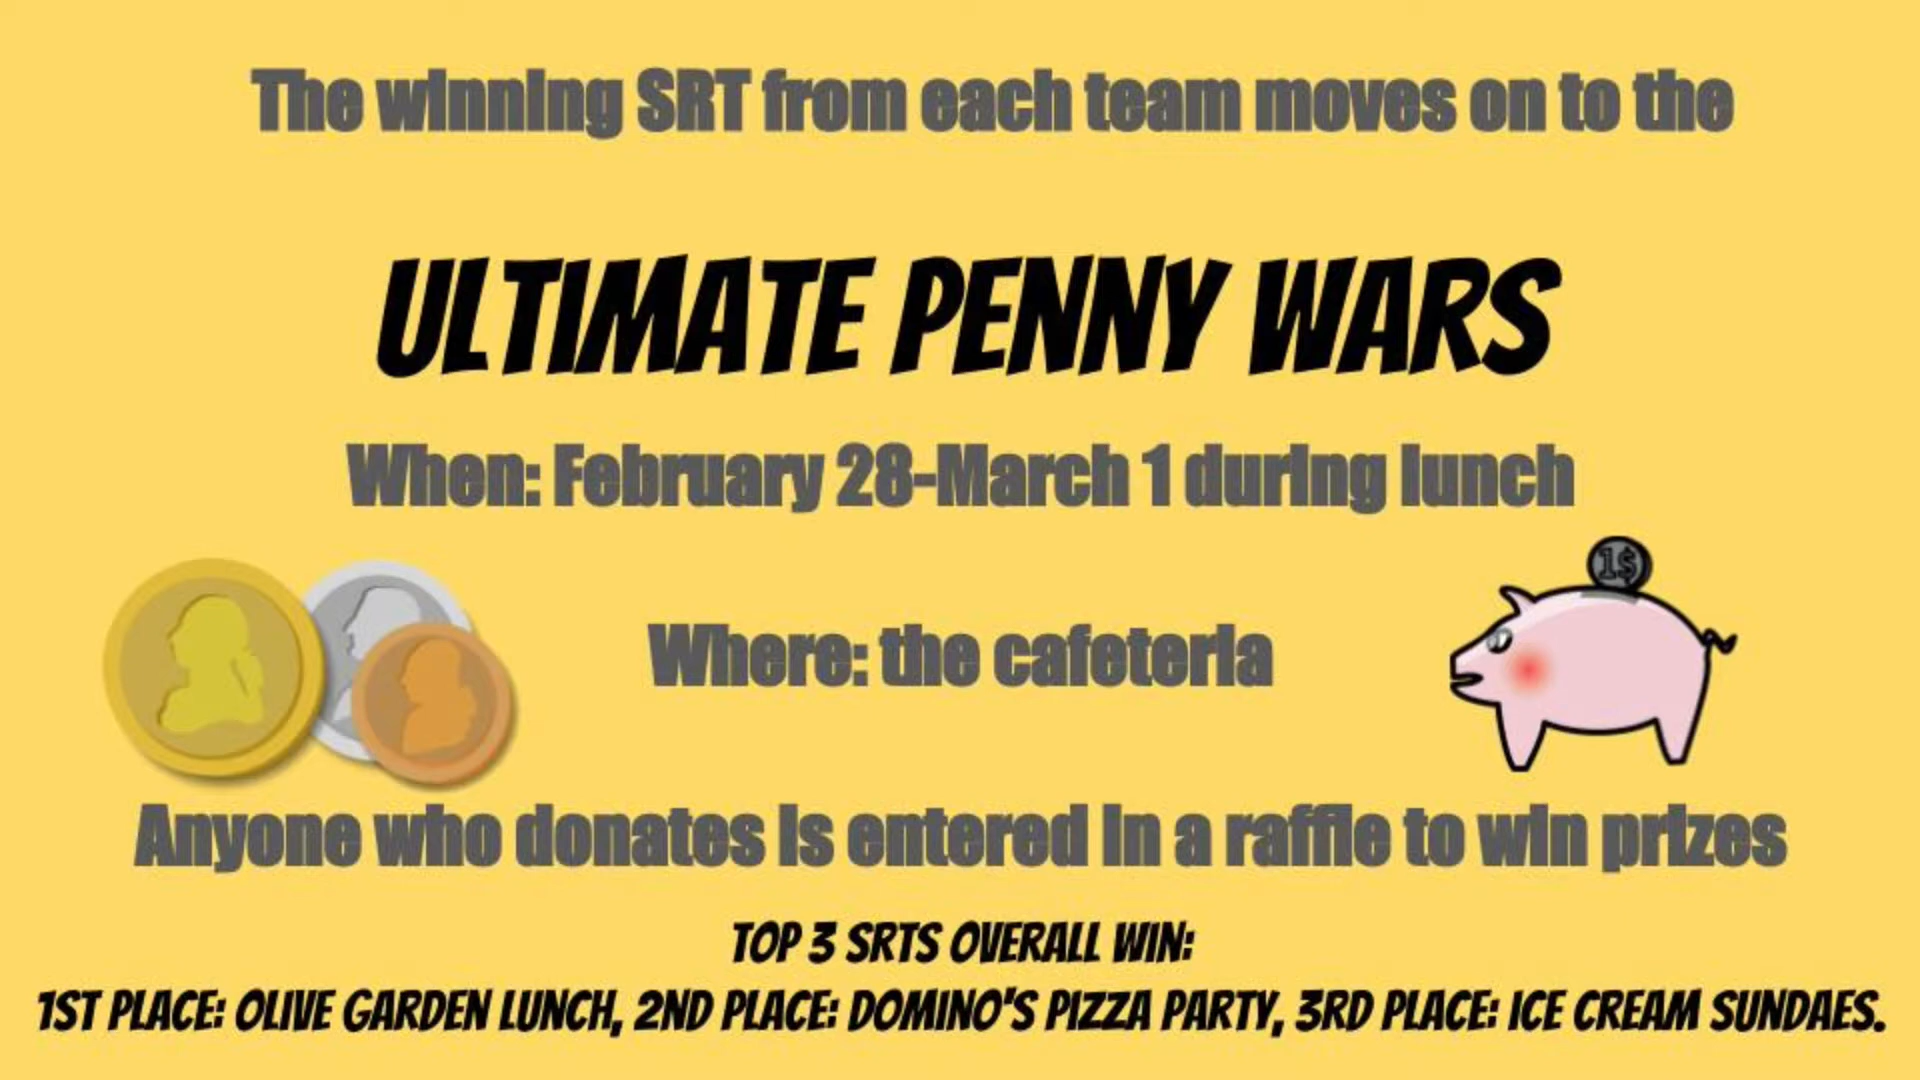 The winning SRT from each team moves on to the
ULTIMATE PENNY WARS
When: February 28-March 1 during lunch
1$
Where: the cafeteria
Anyone who donates is entered in a raffle to win prizes
TOP 3 SRTS OVERALL WIN:
1ST PLACE: OLIVE GARDEN LUNCH, 2ND PLACE: DOMINO'S PIZZA PARTY, 3RD PLACE: ICE CREAM SUNDAES.